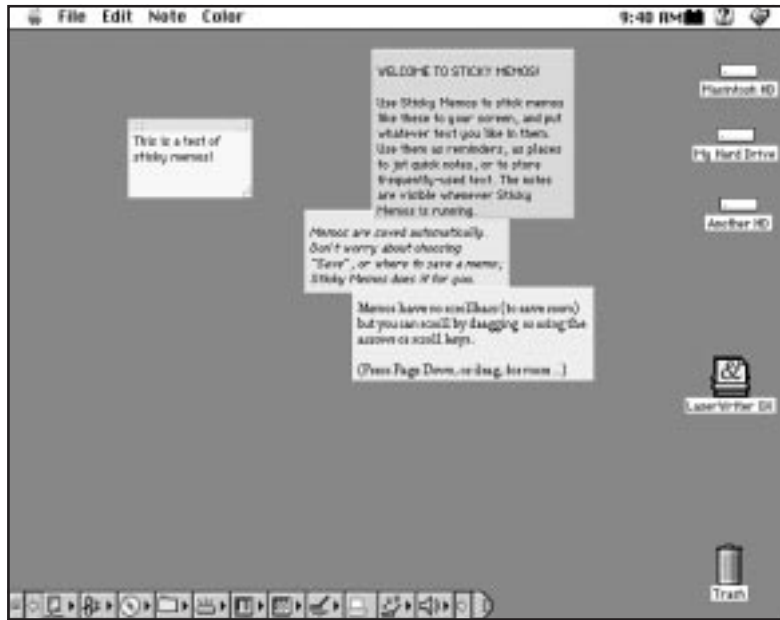 File Edit Note Color
9:40 AM
WELCOME TO STICKY MEMOS!
Use Sticky Memos to stick memos
like these to your screen, and put
whatever text you like in them.
Use them as reminders, as places
to jot quick notes, or to store
frequently-used text. The notes
are visible whenever Sticky
Memos is running.
This is a test of
sticky memos!
Memos are saved automatically.
Don't worry about choosing
"Save", or where to save a memo;
Sticky Memos does it for you.
Memos have no scrollbars (to save room)
but you can scroll by dragging or using the
arrows or scroll keys.
(Press Page Down, or drag, for more...)
Macintosh HD
My Hard Drive
Another HD
LaserWriter GX
Trash